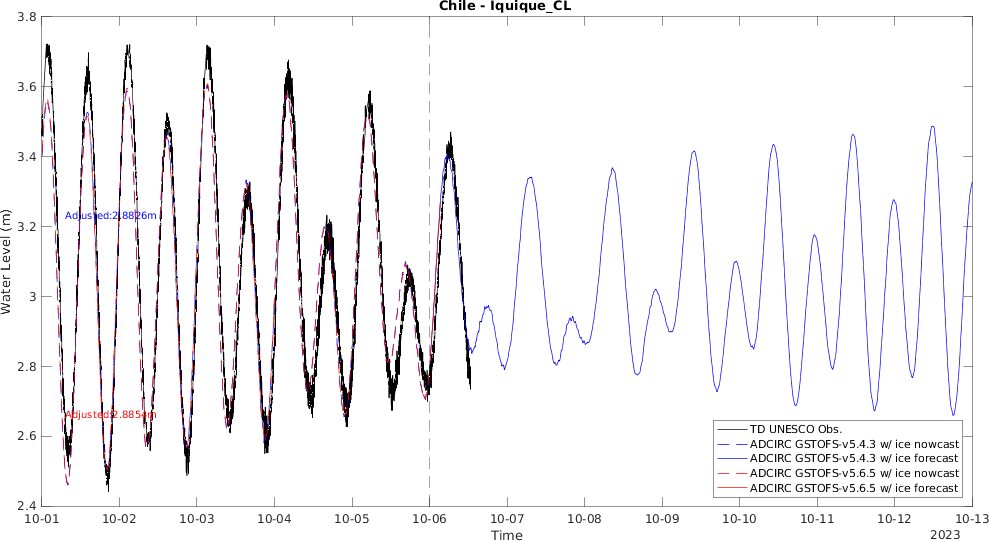 Chile - Iquique_CL
3.8
3.6
3.4
3.2
3
2.8
2.6
2.4
Water Level (m)
Adjusted:2.8826m
Adjusted:2.8854m
TD UNESCO Obs.
ADCIRC GSTOFS-v5.4.3 w/ ice nowcast
ADCIRC GSTOFS-v5.4.3 w/ ice forecast
ADCIRC GSTOFS-v5.6.5 w/ ice nowcast
ADCIRC GSTOFS-v5.6.5 w/ ice forecast
10-01 10-02 10-03 10-04 10-05 10-06 10-07 10-08 10-09 10-10 10-11 10-12 10-13
Time
2023